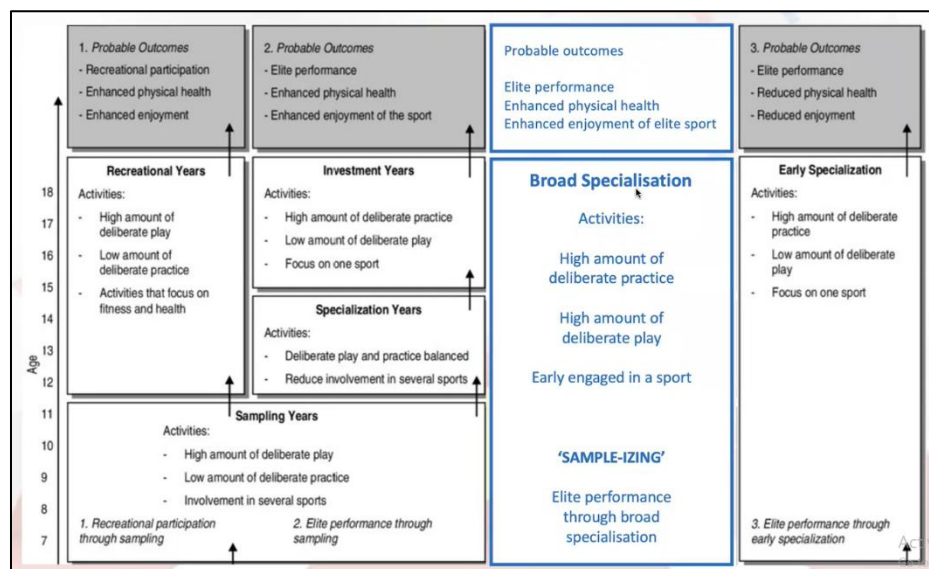 1. Probable Outcomes
- Recreational participation
- Enhanced physical health
- Enhanced enjoyment
2. Probable Outcomes
- Elite performance
- Enhanced physical health
- Enhanced enjoyment of the sport
Probable outcomes
Elite performance
Enhanced physical health
Enhanced enjoyment of elite sport
3. Probable Outcomes
- Elite performance
- Reduced physical health
- Reduced enjoyment
Age
18
17
16
15
14
13
12
11
10
9
8
7
Recreational Years
Activities:
- High amount of
deliberate play
- Low amount of
deliberate practice
- Activities that focus on
fitness and health
Investment Years
Activities:
- High amount of deliberate practice
- Low amount of deliberate play
- Focus on one sport
Specialization Years
Activities:
- Deliberate play and practice balanced
- Reduce involvement in several sports
Sampling Years
Activities:
- High amount of deliberate play
- Low amount of deliberate practice
- Involvement in several sports
1. Recreational participation
through sampling
2. Elite performance through
sampling
Broad Specialisation
Activities:
High amount of
deliberate practice
High amount of
deliberate play
Early engaged in a sport
‘SAMPLE-IZING’
Elite performance
through broad
specialisation
Early Specialization
Activities:
- High amount of deliberate
practice
- Low amount of deliberate
play
- Focus on one sport
3. Elite performance through
early specialization